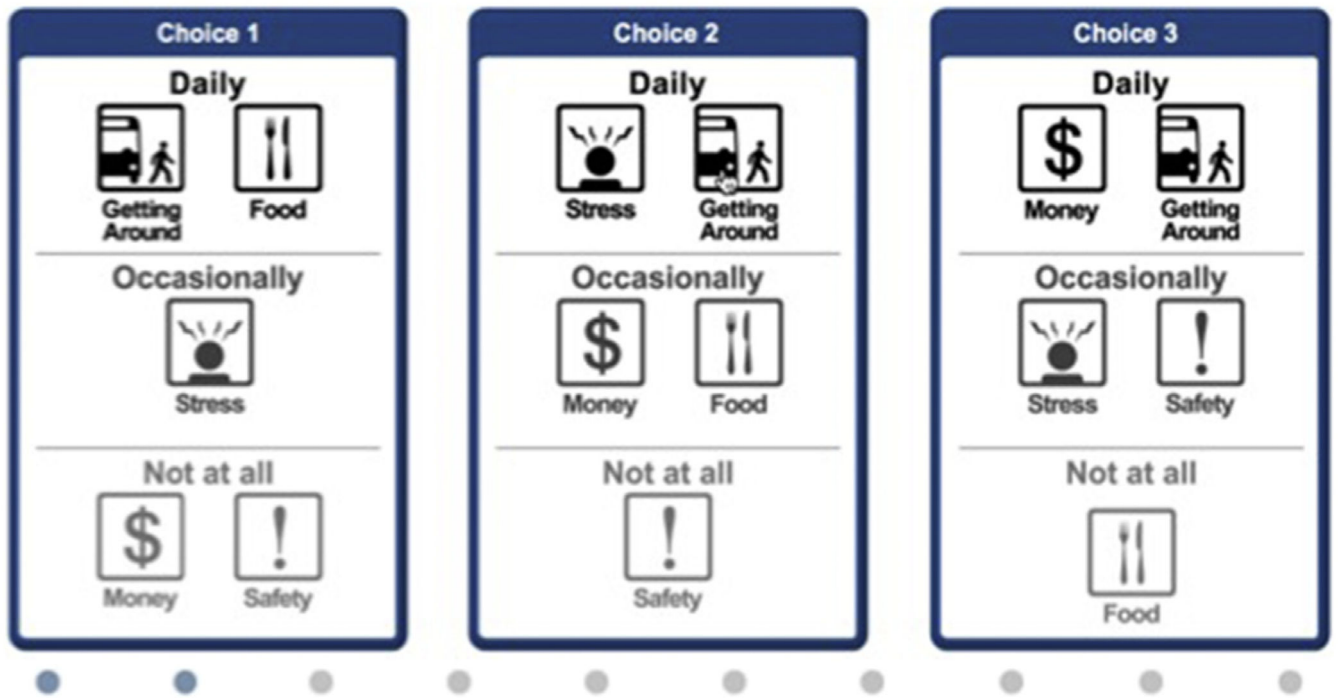 Choice 1
Daily
Getting Around
Food
Occasionally
Stress
Not at all
$
Money
!
Safety
Choice 2
Daily
Stress
Getting Around
Occasionally
$
Money
Food
Not at all
!
Safety
Choice 3
Daily
$
Money
Getting Around
Occasionally
Stress
!
Safety
Not at all
Food